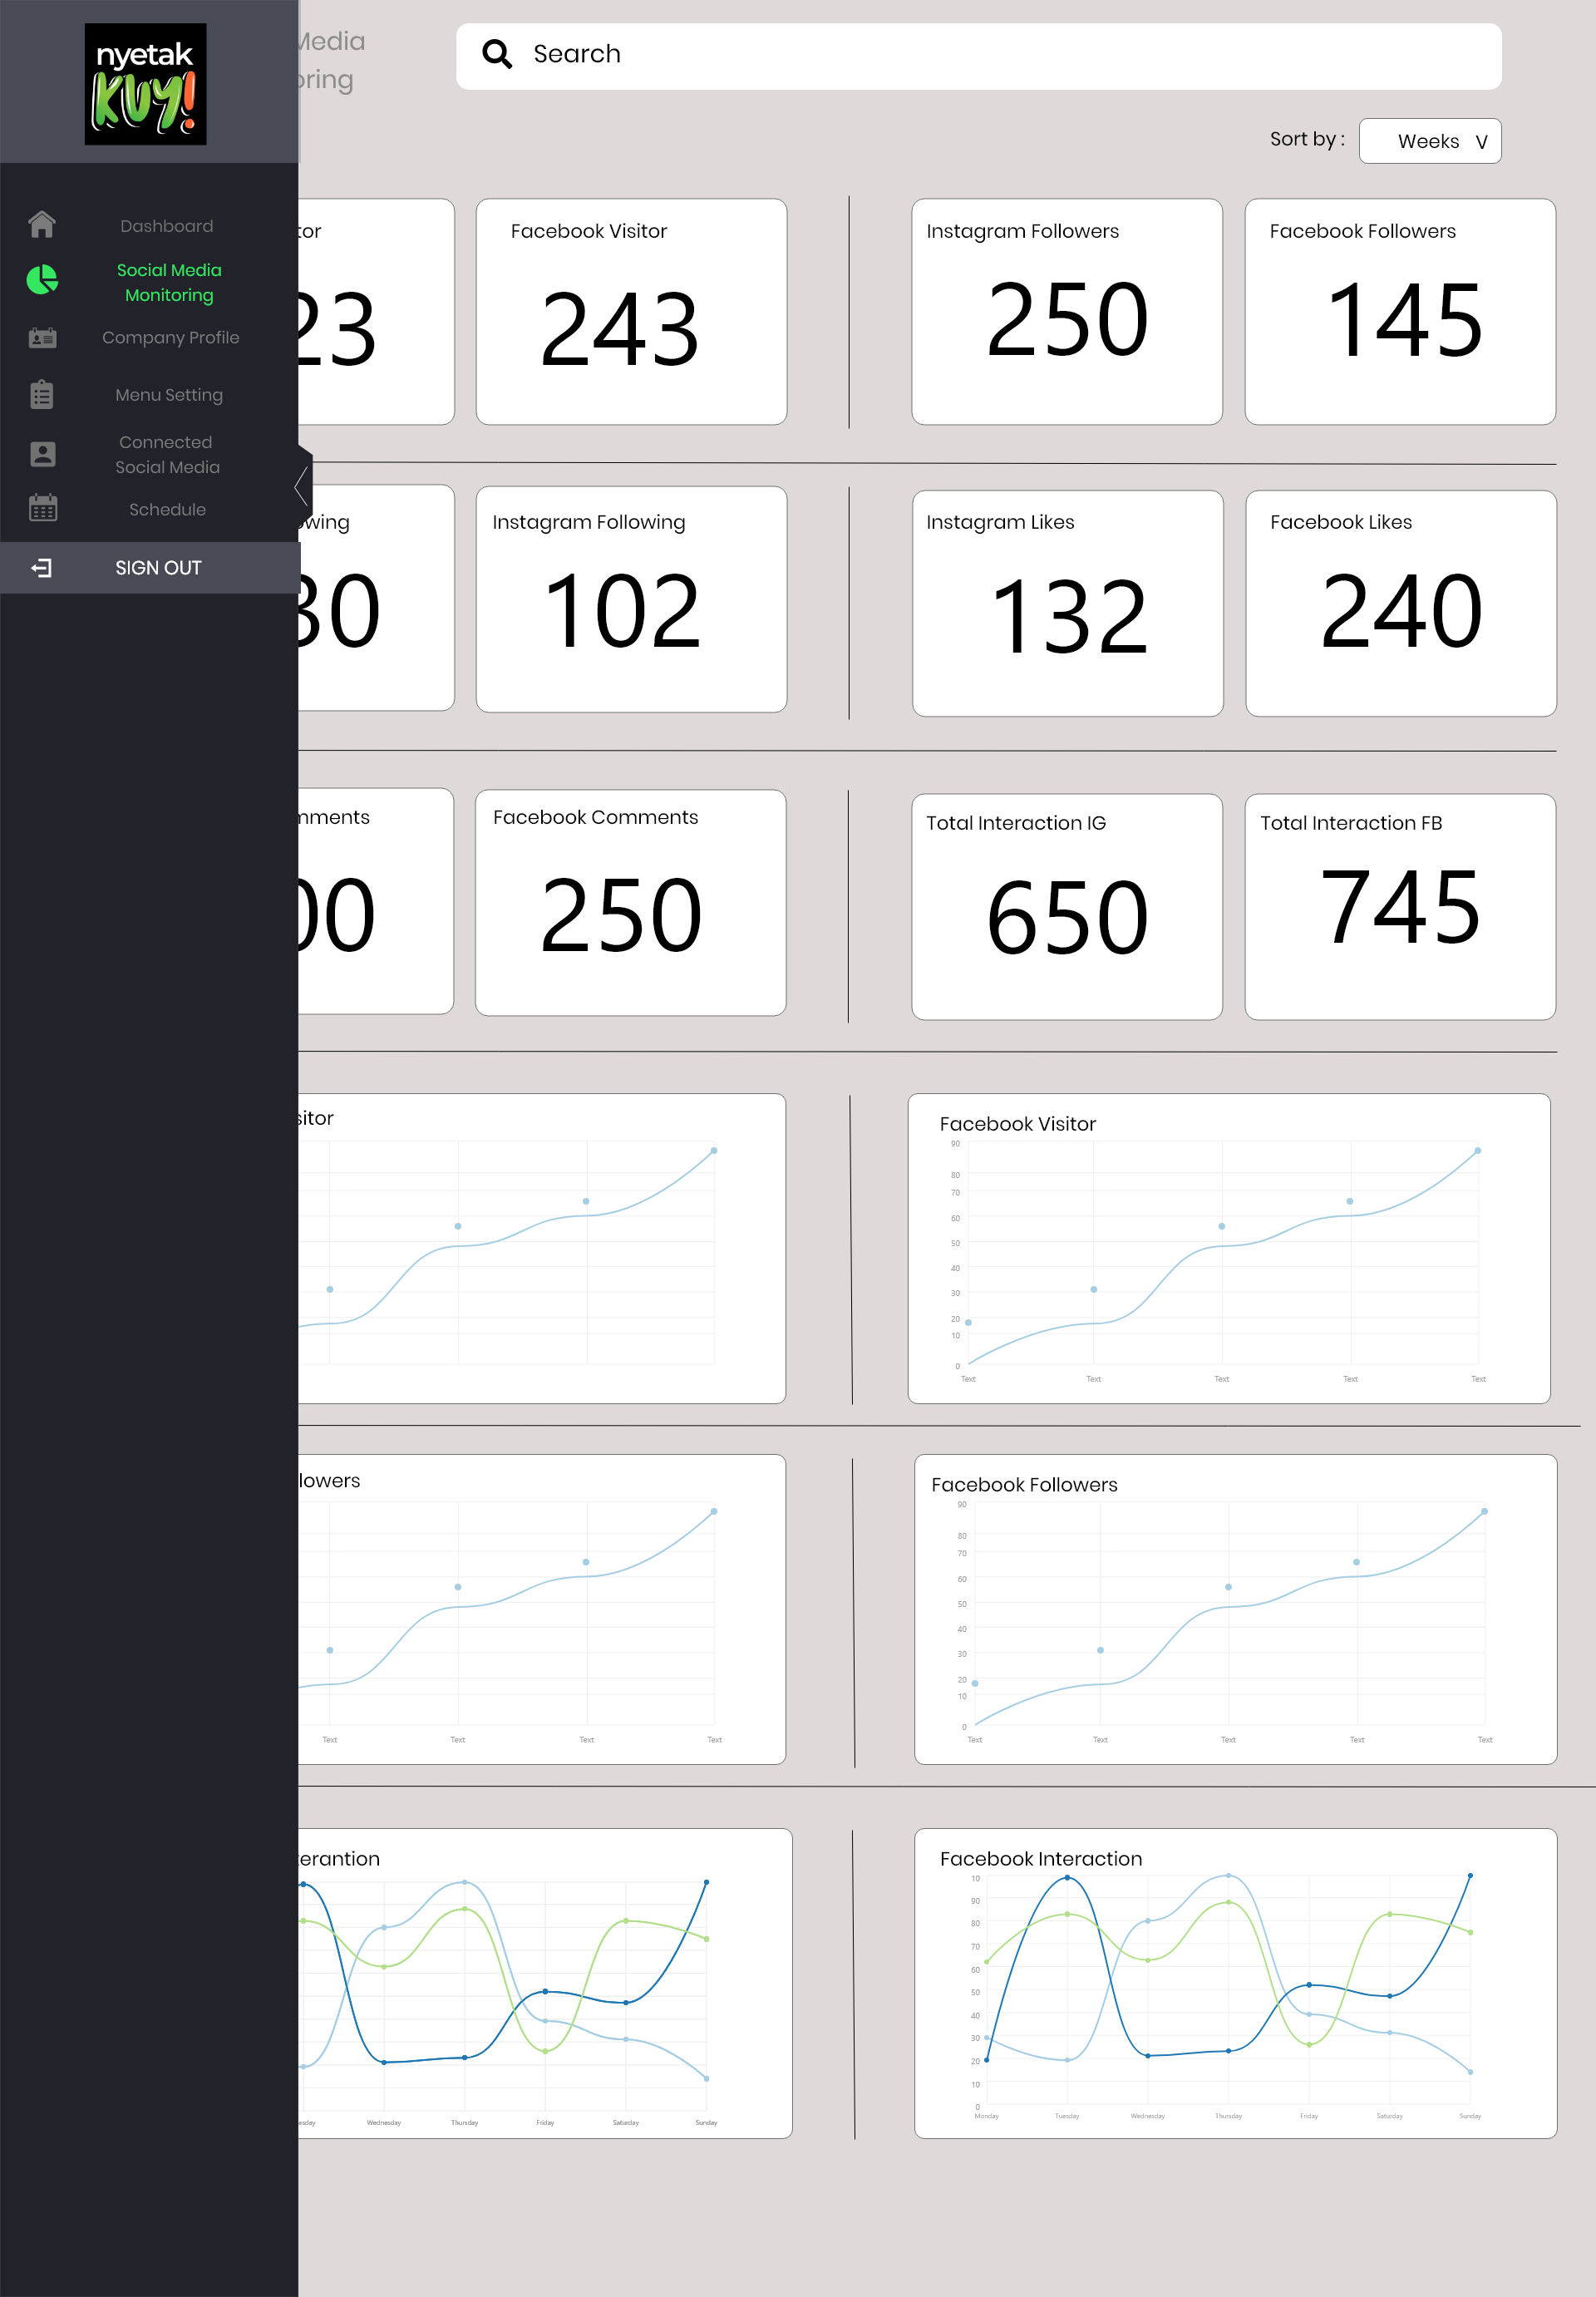 nyetak
KUY!
Media
oring
Search
Sort by :
Weeks V
Dashboard
Social Media
Monitoring
Company Profile
Menu Setting
Connected
Social Media
Schedule
SIGN OUT
tor
23
Facebook Visitor
243
Instagram Followers
250
Facebook Followers
145
wing
30
Instagram Following
102
Instagram Likes
132
Facebook Likes
240
mments
00
Facebook Comments
250
Total Interaction IG
650
Total Interaction FB
745
sitor
Facebook Visitor
90
80
70
60
50
40
30
20
10
0
Text Text Text Text Text
lowers
Text Text Text Text
Facebook Followers
90
80
70
60
50
40
30
20
10
0
Text Text Text Text Text
terantion
esday Wednesday Thursday Friday Saturday Sunday
Facebook Interaction
10
90
80
70
60
50
40
30
20
10
0
Monday Tuesday Wednesday Thursday Friday Saturday Sunday